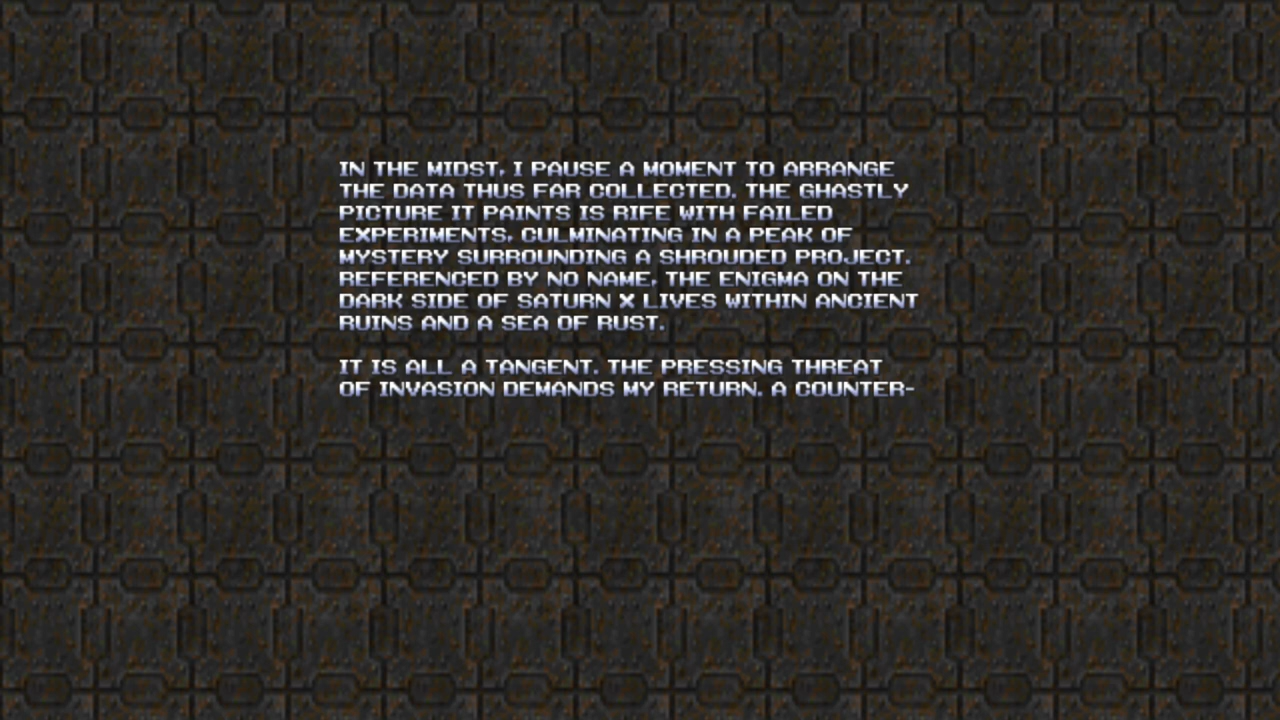 IN THE MIDST, I PAUSE A MOMENT TO ARRANGE
THE DATA THUS FAR COLLECTED. THE GHASTLY
PICTURE IT PAINTS IS RIFE WITH FAILED
EXPERIMENTS, CULMINATING IN A PEAK OF
MYSTERY SURROUNDING A SHROUDED PROJECT.
REFERENCED BY NO NAME, THE ENIGMA ON THE
DARK SIDE OF SATURN X LIVES WITHIN ANCIENT
RUINS AND A SEA OF RUST.
IT IS ALL A TANGENT. THE PRESSING THREAT
OF INVASION DEMANDS MY RETURN. A COUNTER-